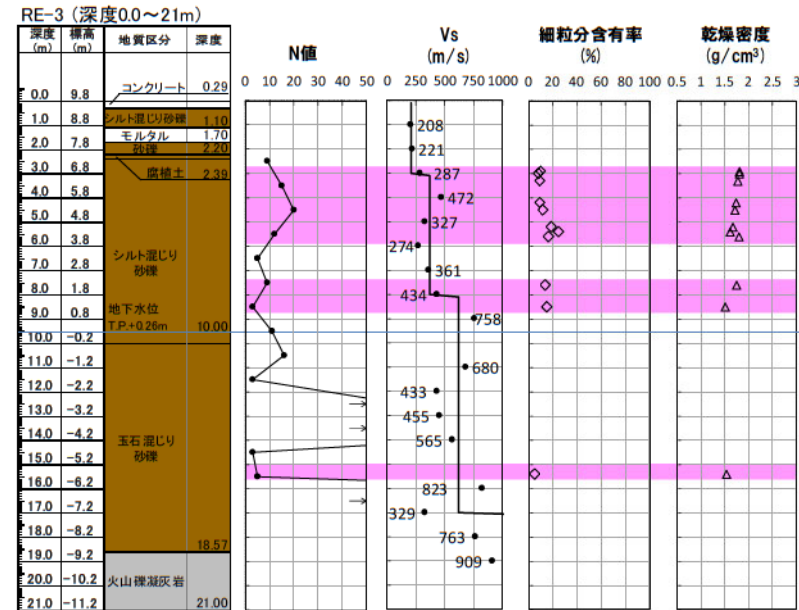 RE-3 (深度0.0～21m)
深度 標高 地質区分 深度
(m) (m)
N値
Vs
(m/s)
細粒分含有率
(%)
乾燥密度
(g/cm³)
0 10 20 30 40 50
0 250 500 750 1000
0 20 40 60 80 100
0.5 1 1.5 2 2.5 3
0.0 9.8 コンクリート 0.29
1.0 8.8 シルト混じり砂礫 1.10
モルタル 1.70
2.0 7.8 砂礫 2.20
3.0 6.8 腐植土 2.39
4.0 5.8
5.0 4.8
6.0 3.8
シルト混じり
砂礫
7.0 2.8
8.0 1.8
地下水位
9.0 0.8
T.P.+0.26m 10.00
10.0 −0.2
11.0 −1.2
12.0 −2.2
13.0 −3.2
14.0 −4.2
玉石混じり
砂礫
15.0 −5.2
16.0 −6.2
17.0 −7.2
18.0 −8.2
18.57
19.0 −9.2
20.0 −10.2 火山礫凝灰岩
21.0 −11.2 21.00
208
221
287
472
327
274
361
434
758
680
433
455
565
823
329
763
909